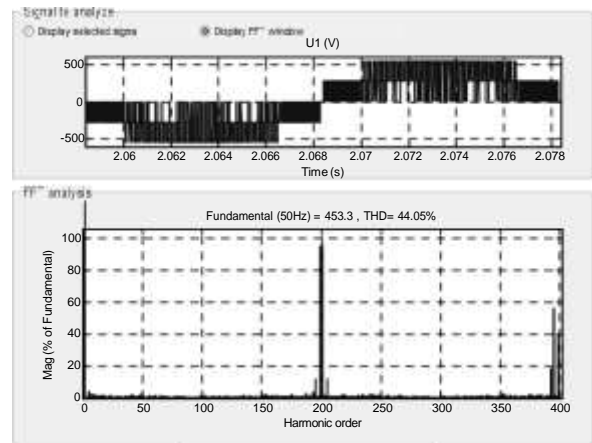 Signal to analyze
Display selected signa
Display FF" window
U1 (V)
500
0
-500
2.06 2.062 2.064 2.066 2.068 2.07 2.072 2.074 2.076 2.078
Time (s)
FF" analysis
Fundamental (50Hz) = 453.3 , THD= 44.05%
Mag (% of Fundamental)
100
80
60
40
20
0
0 50 100 150 200 250 300 350 400
Harmonic order